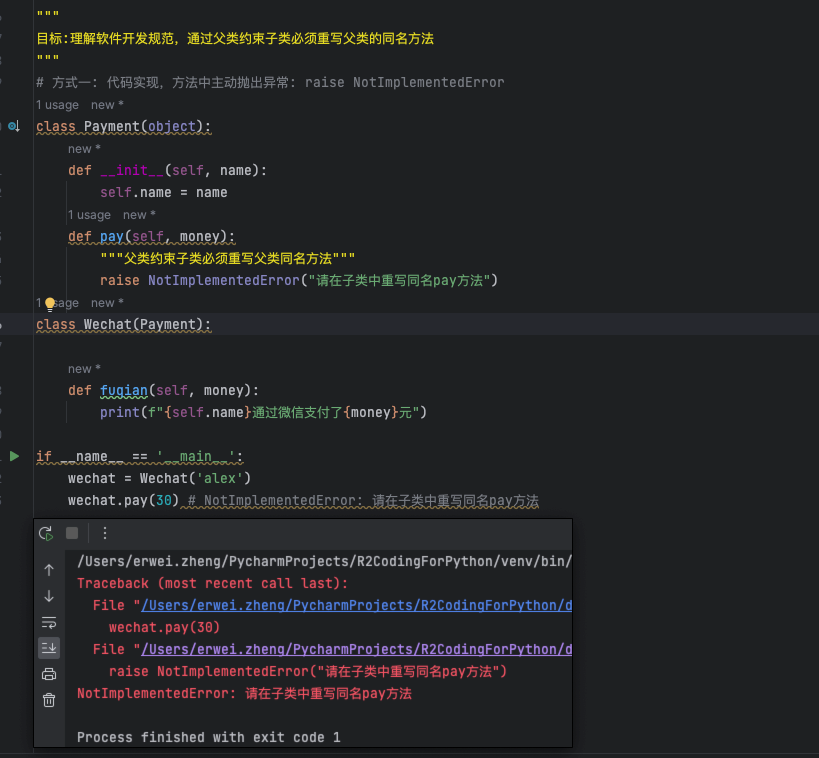 """
目标:理解软件开发规范，通过父类约束子类必须重写父类的同名方法
"""
# 方式一: 代码实现，方法中主动抛出异常: raise NotImplementedError
1 usage new *
class Payment(object):
new *
def __init__(self, name):
self.name = name
1 usage new *
def pay(self, money):
"""父类约束子类必须重写父类同名方法"""
raise NotImplementedError("请在子类中重写同名pay方法")
1 usage new *
class Wechat(Payment):
new *
def fuqian(self, money):
print(f"{self.name}通过微信支付了{money}元")
if __name__ == '__main__':
wechat = Wechat('alex')
wechat.pay(30) # NotImplementedError: 请在子类中重写同名pay方法
/Users/erwei.zheng/PycharmProjects/R2CodingForPython/venv/bin/
Traceback (most recent call last):
File "/Users/erwei.zheng/PycharmProjects/R2CodingForPython/d
wechat.pay(30)
File "/Users/erwei.zheng/PycharmProjects/R2CodingForPython/d
raise NotImplementedError("请在子类中重写同名pay方法")
NotImplementedError: 请在子类中重写同名pay方法
Process finished with exit code 1